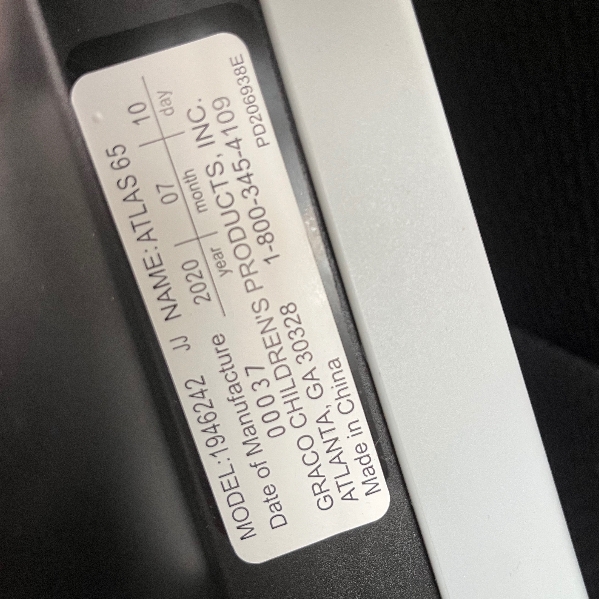 MODEL:1946242 JJ NAME:ATLAS 65
Date of Manufacture 2020 07 10
year month day
00037
GRACO CHILDREN'S PRODUCTS, INC.
ATLANTA, GA 30328 1-800-345-4109
Made in China PD206938E